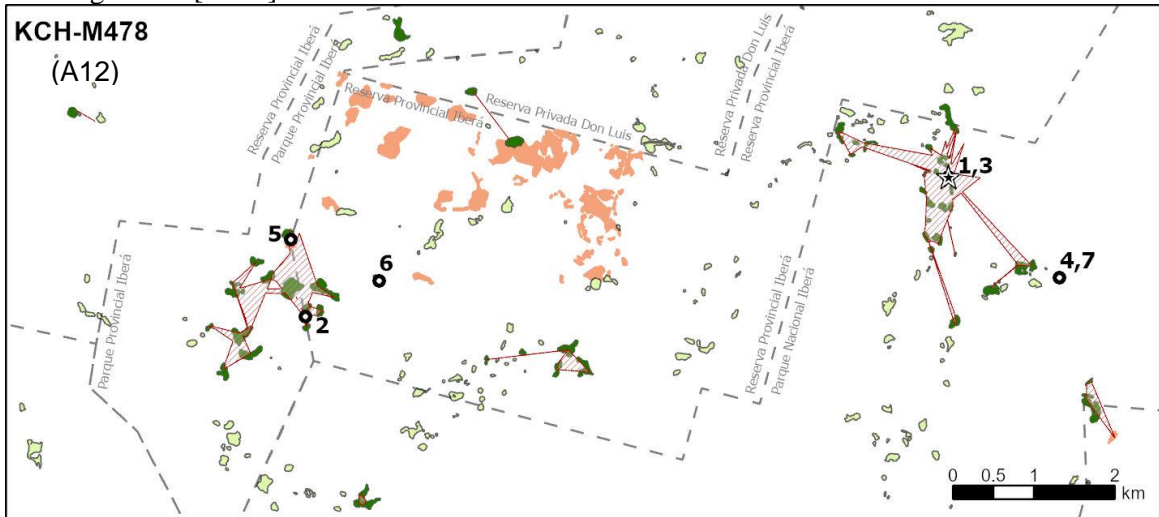 KCH-M478
(A12)
Reserva Provincial Iberá
Parque Provincial Iberá
Reserva Provincial Iberá
Reserva Privada Don Luis
Reserva Privada Don Luis
Reserva Provincial Iberá
1,3
5
6
4,7
2
Parque Provincial Iberá
Reserva Provincial Iberá
Parque Nacional Iberá
0 0.5 1 2
km